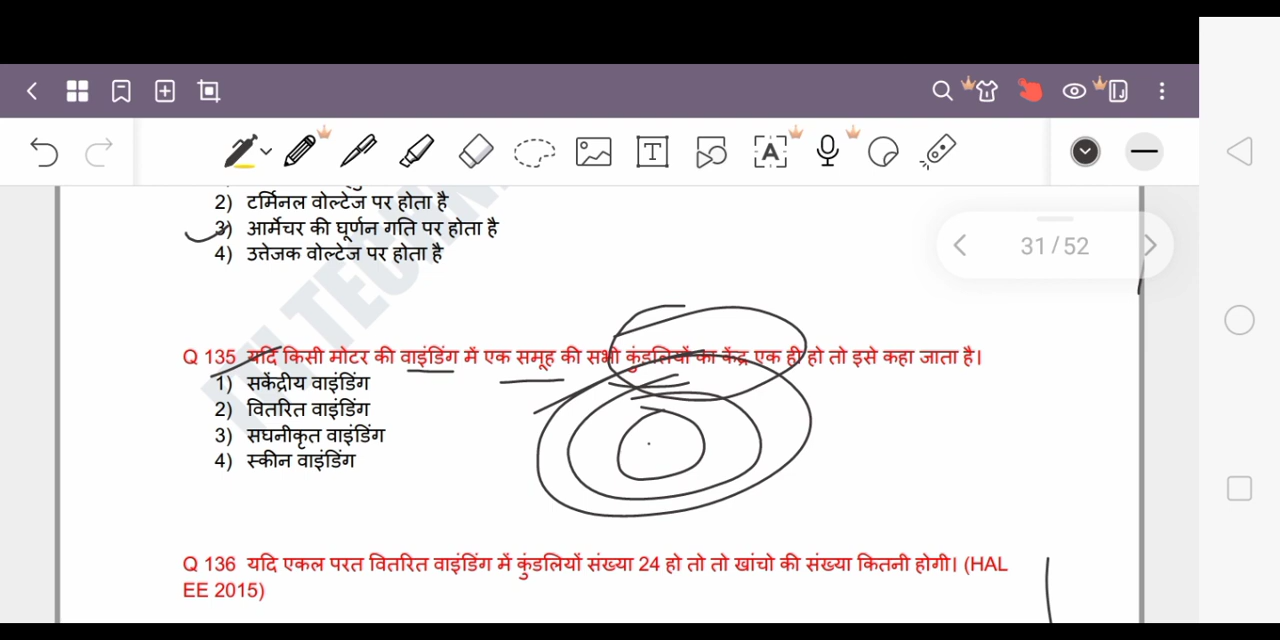 31/52
2) टर्मिनल वोल्टेज पर होता है
3) आर्मेचर की घूर्णन गति पर होता है
4) उत्तेजक वोल्टेज पर होता है
Q 135 यदि किसी मोटर की वाइंडिंग में एक समूह की सभी कुंडलियों का केंद्र एक ही हो तो इसे कहा जाता है।
1) सकेंद्रीय वाइंडिंग
2) वितरित वाइंडिंग
3) सघनीकृत वाइंडिंग
4) स्कीन वाइंडिंग
Q 136 यदि एकल परत वितरित वाइंडिंग में कुंडलियों संख्या 24 हो तो तो खांचो की संख्या कितनी होगी। (HAL
EE 2015)